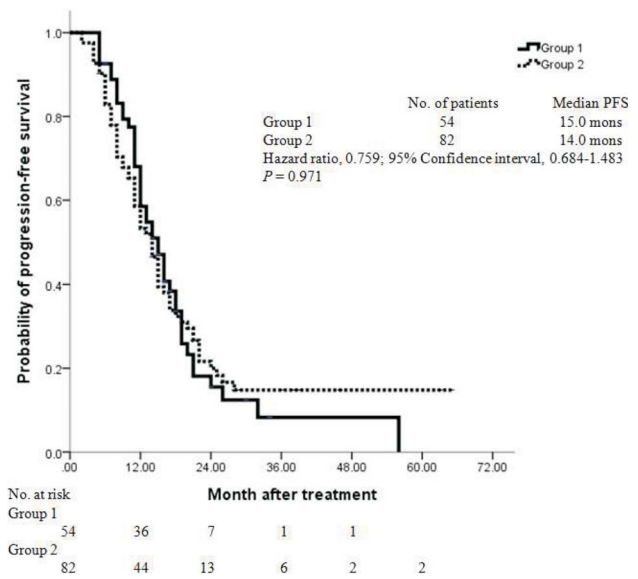 1.0
Group 1
Group 2
No. of patients Median PFS
Group 1 54 15.0 mons
Group 2 82 14.0 mons
Hazard ratio, 0.759; 95% Confidence interval, 0.684-1.483
P = 0.971
0.8
0.6
0.4
0.2
0.0
Probability of progression-free survival
.00 12.00 24.00 36.00 48.00 60.00 72.00
Month after treatment
No. at risk
Group 1
54 36 7 1 1
Group 2
82 44 13 6 2 2